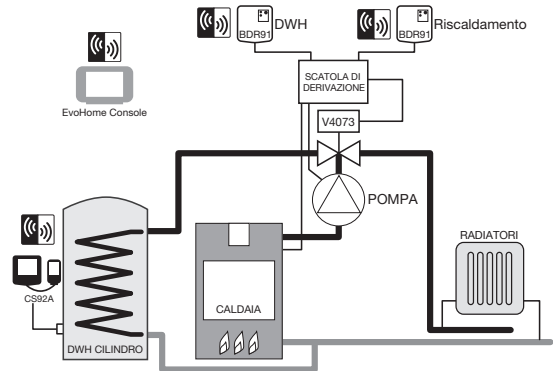 DWH
BDR91
Riscaldamento
BDR91
EvoHome Console
SCATOLA DI
DERIVAZIONE
V4073
POMPA
RADIATORI
CS92A
CALDAIA
DWH CILINDRO